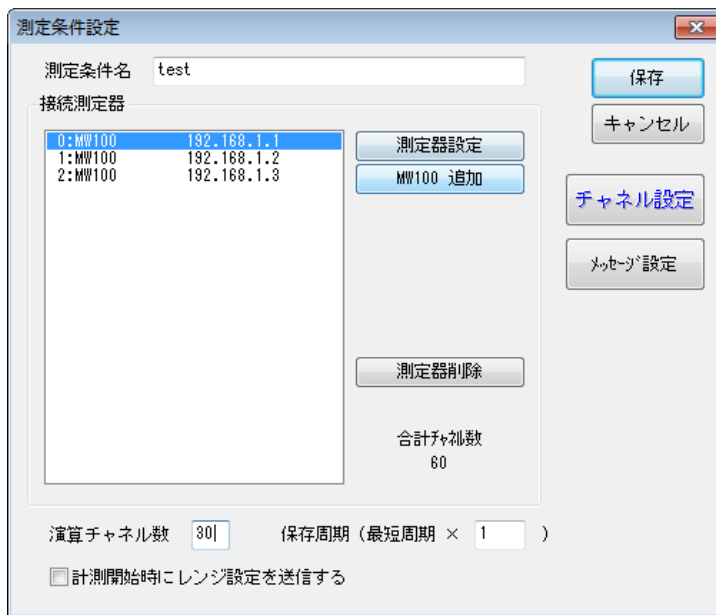 測定条件設定
測定条件名 test
保存
接続測定器
キャンセル
0:MW100 192.168.1.1
1:MW100 192.168.1.2
2:MW100 192.168.1.3
測定器設定
MW100 追加
チャネル設定
メッセージ設定
測定器削除
合計チャネル数
60
演算チャネル数 30 保存周期(最短周期 × 1 )
計測開始時にレンジ設定を送信する